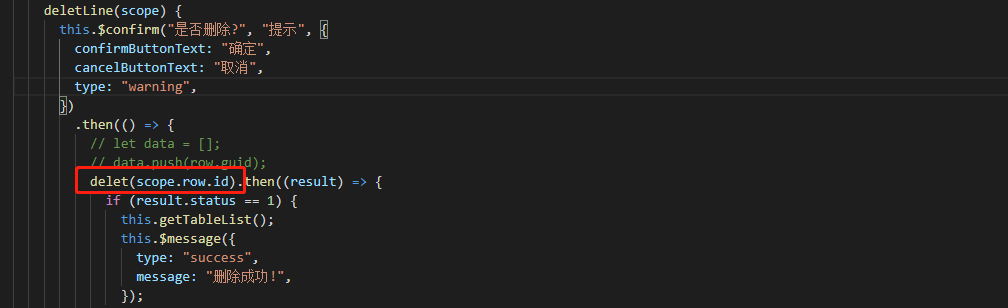 deletLine(scope) {
this.$confirm("是否删除?", "提示", {
confirmButtonText: "确定",
cancelButtonText: "取消",
type: "warning",
})
.then(() => {
// let data = [];
// data.push(row.guid);
delet(scope.row.id).then((result) => {
if (result.status == 1) {
this.getTableList();
this.$message({
type: "success",
message: "删除成功!",
});